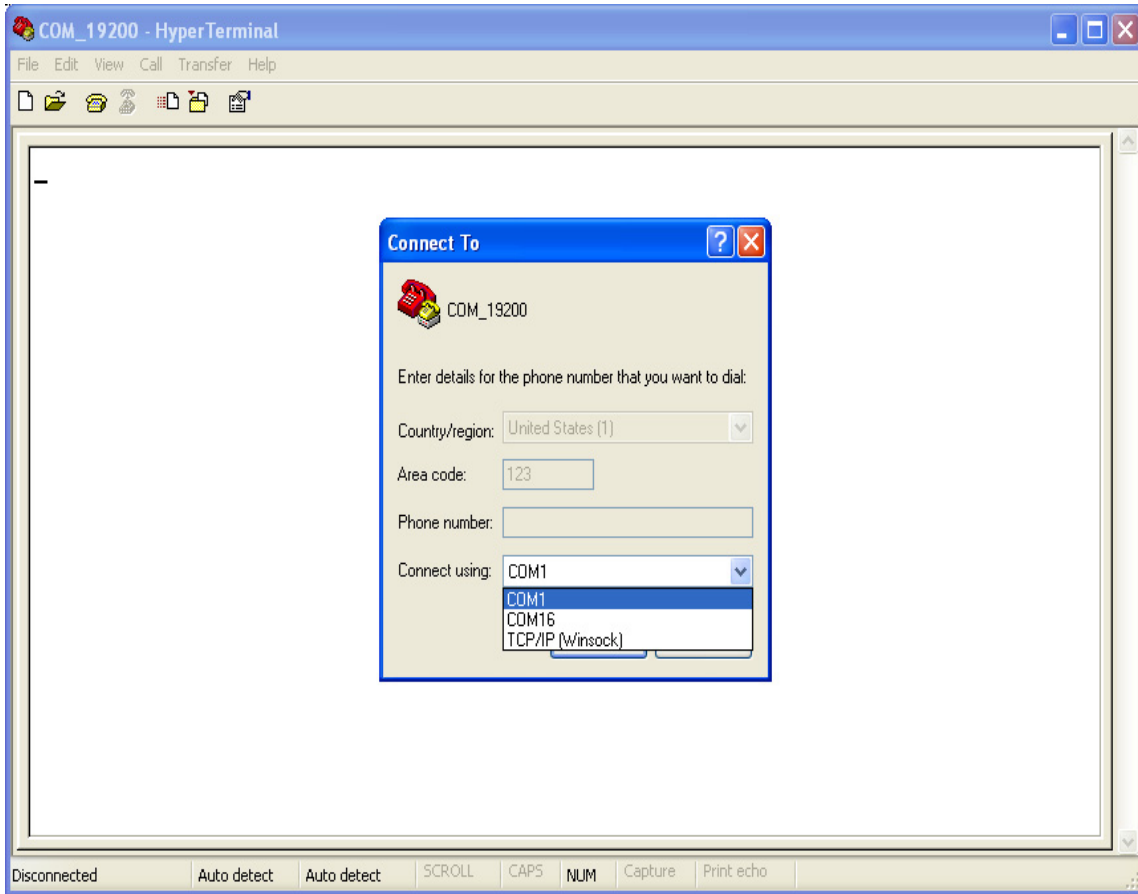 COM_19200 - HyperTerminal
File Edit View Call Transfer Help
Connect To
COM_19200
Enter details for the phone number that you want to dial:
Country/region: United States (1)
Area code: 123
Phone number:
Connect using: COM1
COM1
COM16
TCP/IP (Winsock)
Disconnected Auto detect Auto detect SCROLL CAPS NUM Capture Print echo